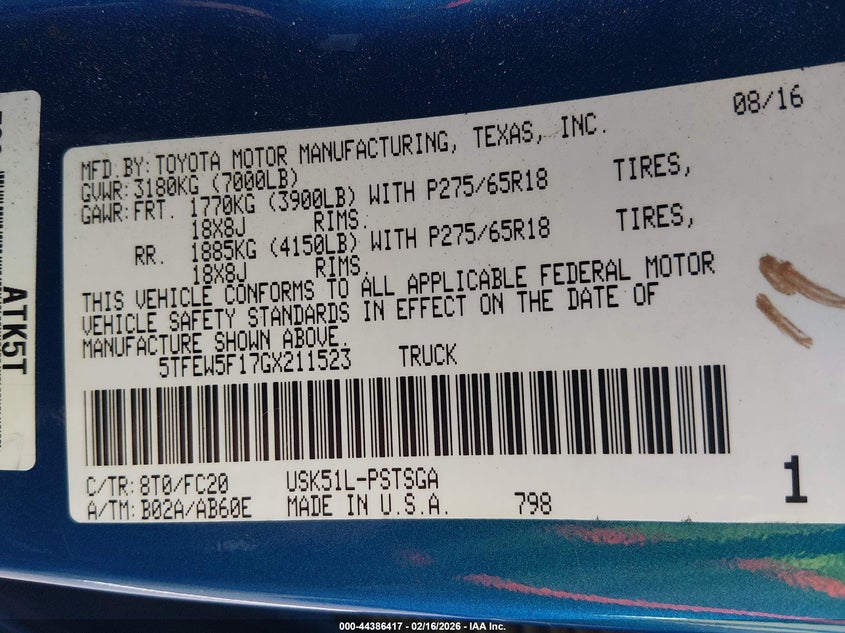 08/16
MFD.BY:TOYOTA MOTOR MANUFACTURING, TEXAS, INC.
GVWR:3180KG (7000LB)
GAWR:FRT. 1770KG (3900LB) WITH P275/65R18 TIRES,
18X8J RIMS.
RR. 1885KG (4150LB) WITH P275/65R18 TIRES,
18X8J RIMS.
THIS VEHICLE CONFORMS TO ALL APPLICABLE FEDERAL MOTOR
VEHICLE SAFETY STANDARDS IN EFFECT ON THE DATE OF
MANUFACTURE SHOWN ABOVE.
5TFEW5F17GX211523 TRUCK
C/TR:8T0/FC20 USK51L-PSTSGA
A/TM:B02A/AB60E MADE IN U.S.A. 798
1
ATK5T
000-44386417 - 02/16/2026 - IAA Inc.